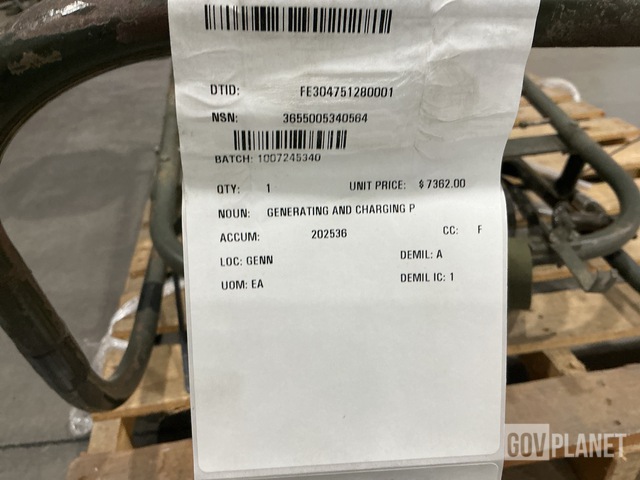 DTID: FE304751280001
NSN: 3655005340564
BATCH: 1007245340
QTY: 1 UNIT PRICE: $ 7362.00
NOUN: GENERATING AND CHARGING P
ACCUM: 202536 CC: F
LOC: GENN DEMIL: A
UOM: EA DEMIL IC: 1
GOVPLANET